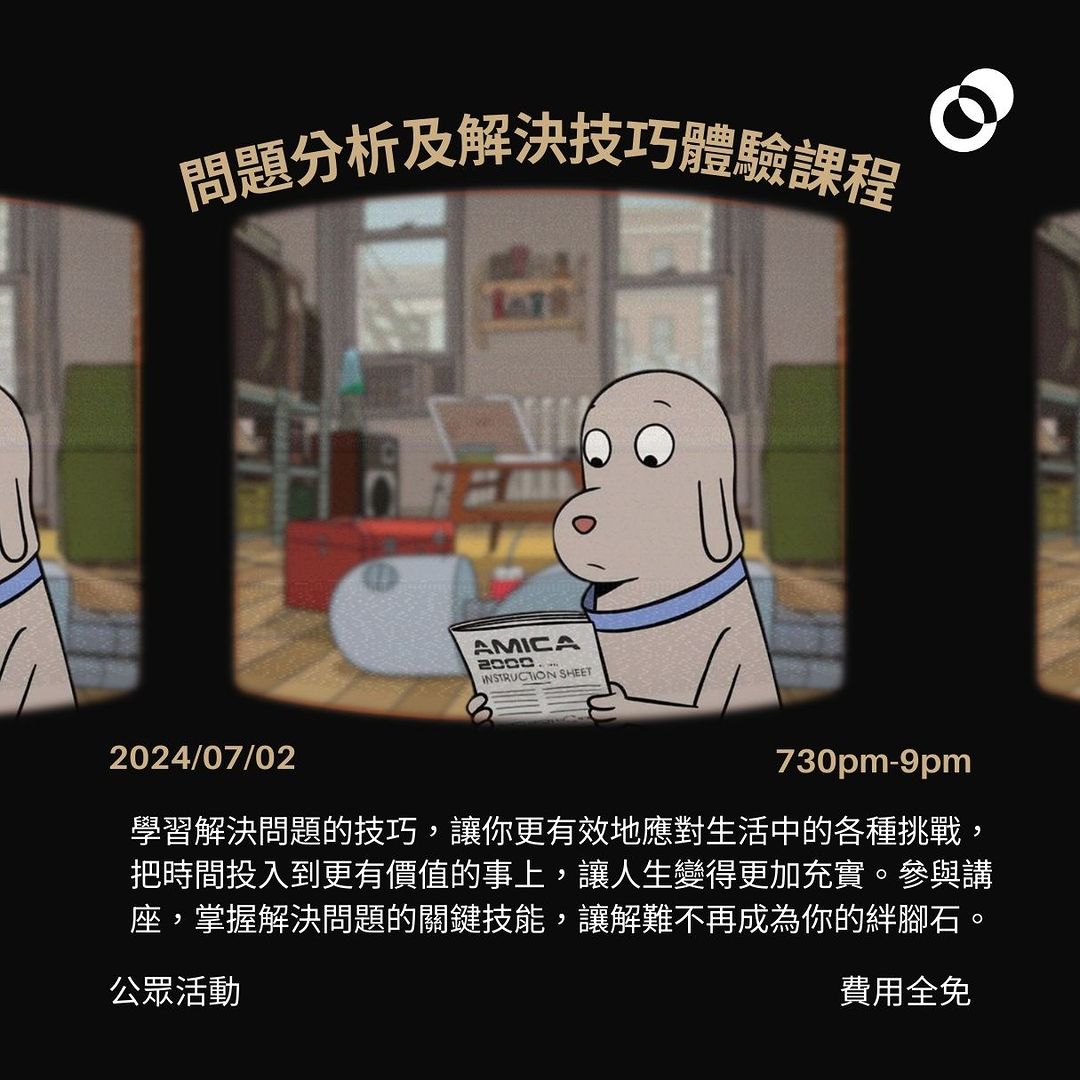 問題分析及解決技巧體驗課程
AMICA
2000
INSTRUCTION SHEET
2024/07/02
730pm-9pm
學習解決問題的技巧，讓你更有效地應對生活中的各種挑戰，
把時間投入到更有價值的事上，讓人生變得更加充實。參與講
座，掌握解決問題的關鍵技能，讓解難不再成為你的絆腳石。
公眾活動
費用全免